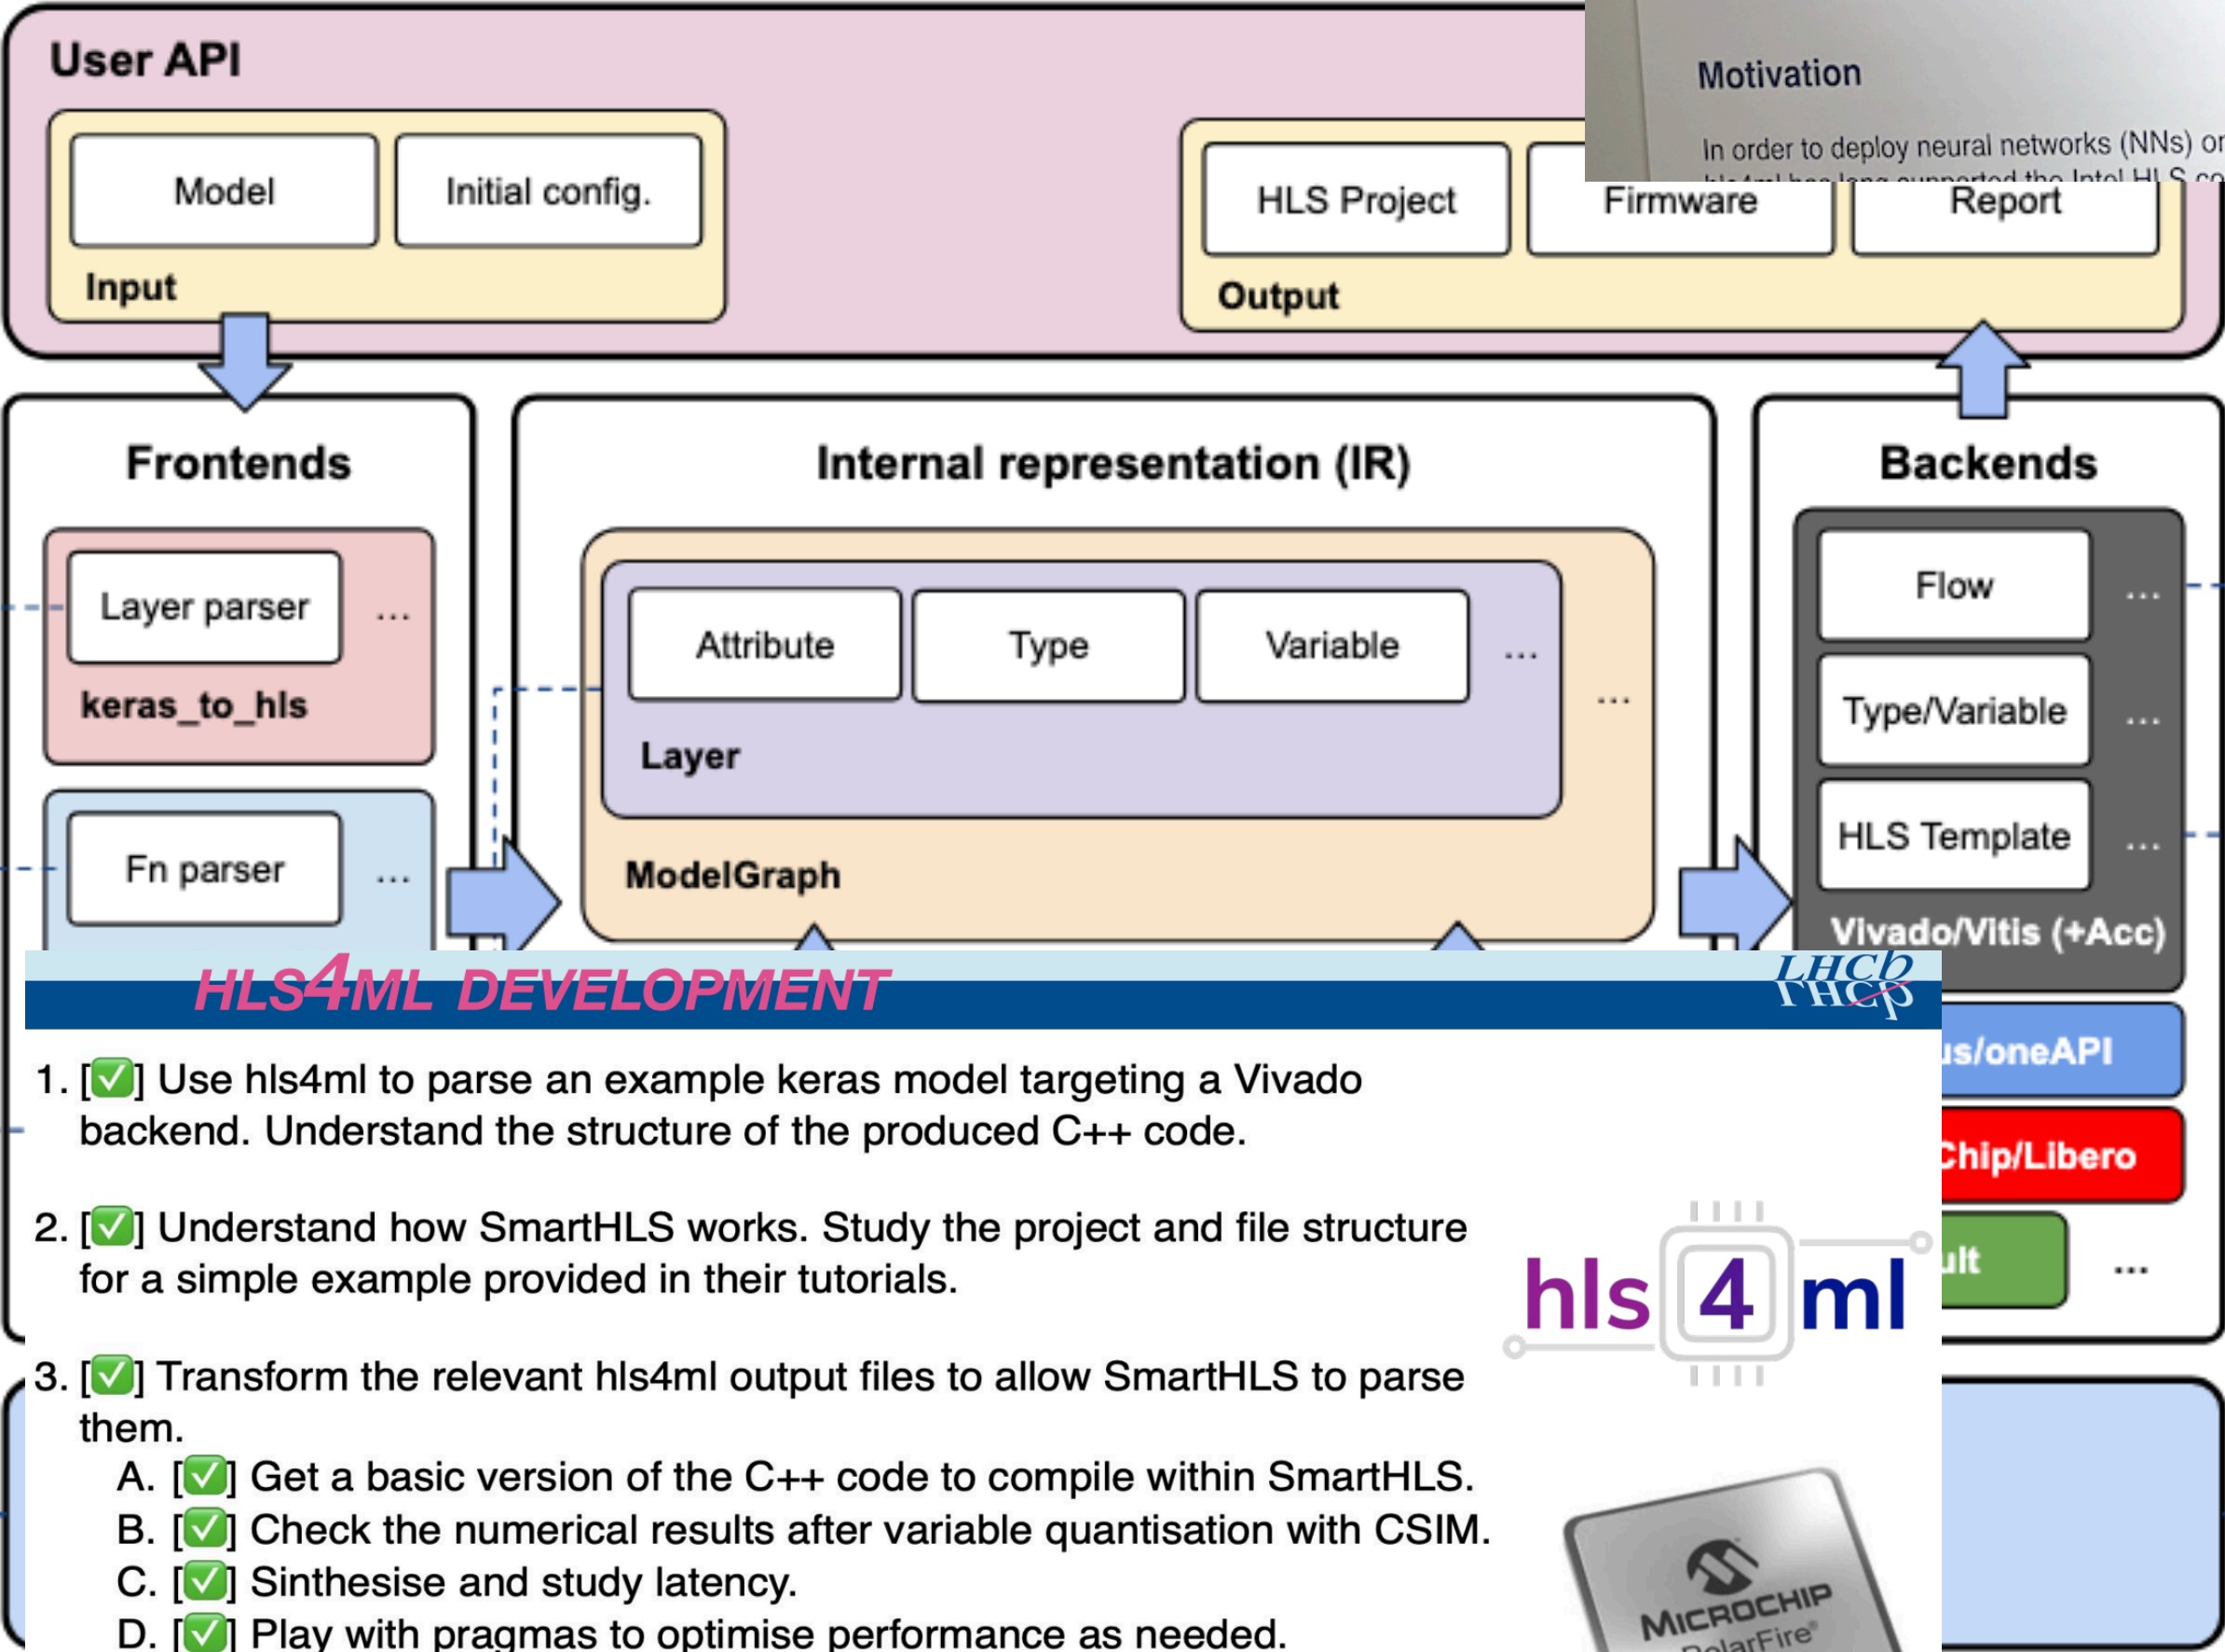 User API
Model
Initial config.
Input
HLS Project
Firmware
Report
Output
Motivation
In order to deploy neural networks (NNs) or
Frontends
Layer parser
...
keras_to_hls
Fn parser
...
Internal representation (IR)
Attribute
Type
Variable
...
...
Layer
ModelGraph
Backends
Flow
...
Type/Variable
...
HLS Template
...
Vivado/Vitis (+Acc)
us/oneAPI
Chip/Libero
ult
...
HLS4ML DEVELOPMENT
LHCb
1. [✅] Use hls4ml to parse an example keras model targeting a Vivado
backend. Understand the structure of the produced C++ code.
2. [✅] Understand how SmartHLS works. Study the project and file structure
for a simple example provided in their tutorials.
3. [✅] Transform the relevant hls4ml output files to allow SmartHLS to parse
them.
A. [✅] Get a basic version of the C++ code to compile within SmartHLS.
B. [✅] Check the numerical results after variable quantisation with CSIM.
C. [✅] Sinthesise and study latency.
D. [✅] Play with pragmas to optimise performance as needed.
hls 4 ml
MICROCHIP
PolarFire®